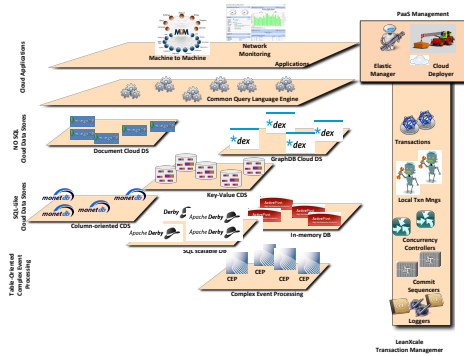 PaaS Management
Cloud Applications
M2M
Machine to Machine
Network
Monitoring
Applications
Elastic
Manager
Cloud
Deployer
Common Query Language Engine
NO SQL
Cloud Data Stores
Document Cloud DS
*dex
*dex
*dex
*dex
GraphDB Cloud DS
Transactions
Key-Value CDS
SQL-Like
Cloud Data Stores
monetdb
monetdb
monetdb
monetdb
Column-oriented CDS
Derby
Apache Derby
Apache Derby
Apache Derby
SQL scalable DB
In-memory DB
Local Txn Mngs
Concurrency
Controllers
Table-Oriented
Complex Event
Processing
CEP
CEP
CEP
CEP
Complex Event Processing
Commit
Sequencers
Loggers
LeanXcale
Transaction Managemer